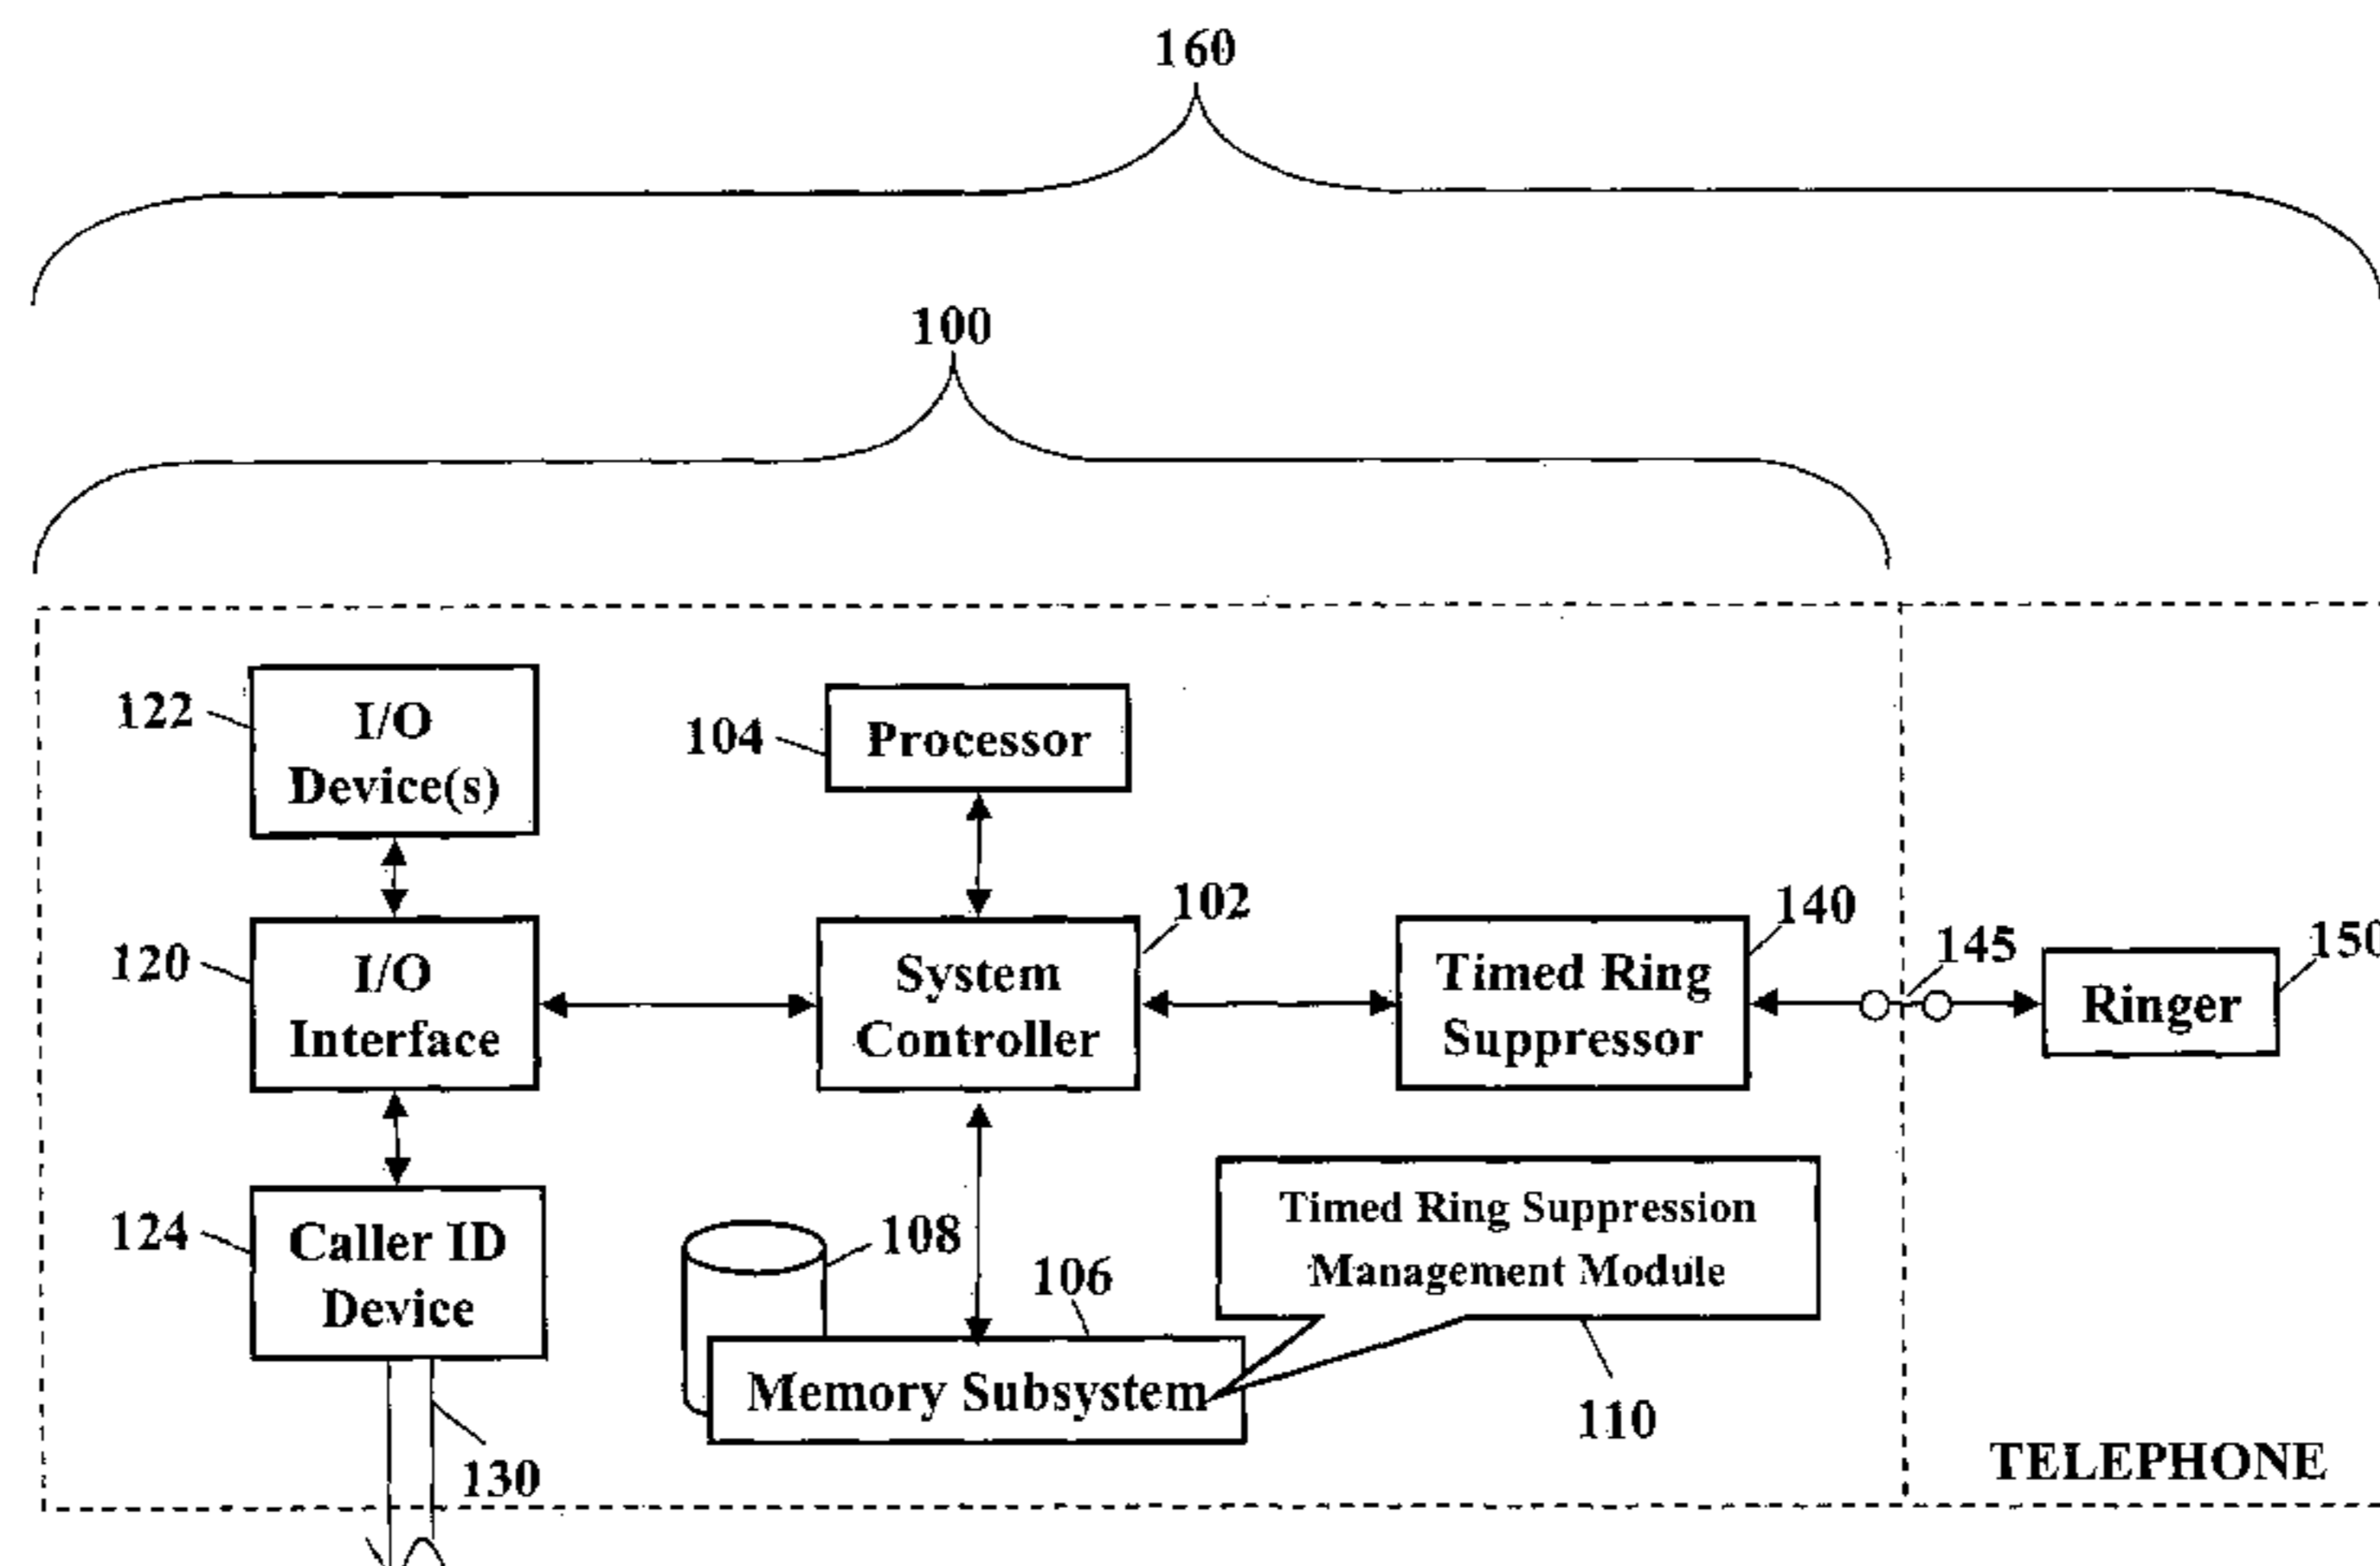 160
100
122
I/O
Device(s)
104
Processor
120
I/O
Interface
102
System
Controller
140
Timed Ring
Suppressor
145
150
Ringer
124
Caller ID
Device
108
106
Memory Subsystem
Timed Ring Suppression
Management Module
110
130
TELEPHONE